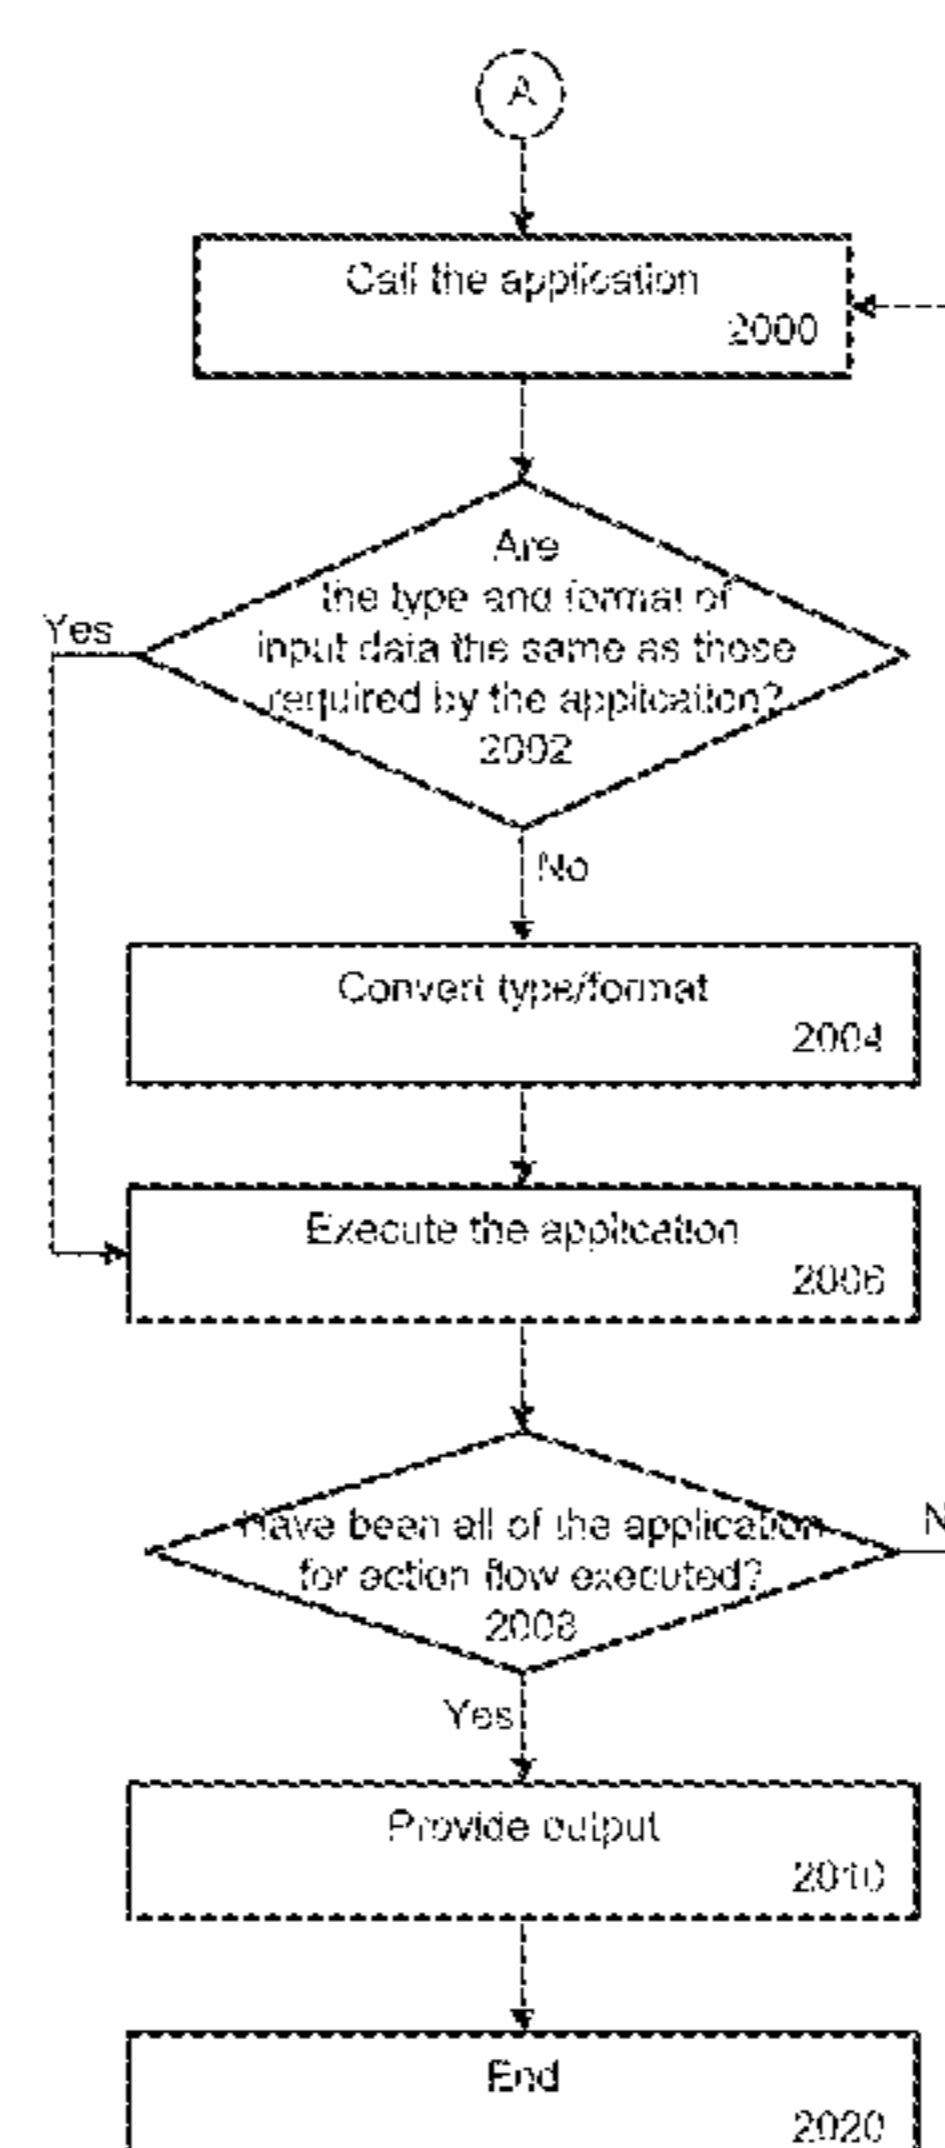 A
Call the application
2000
Are
the type and format of
input data the same as those
required by the application?
2002
Yes
No
Convert type/format
2004
Execute the application
2006
Have been all of the application
for action flow executed?
2008
N
Yes
Provide output
2010
End
2020